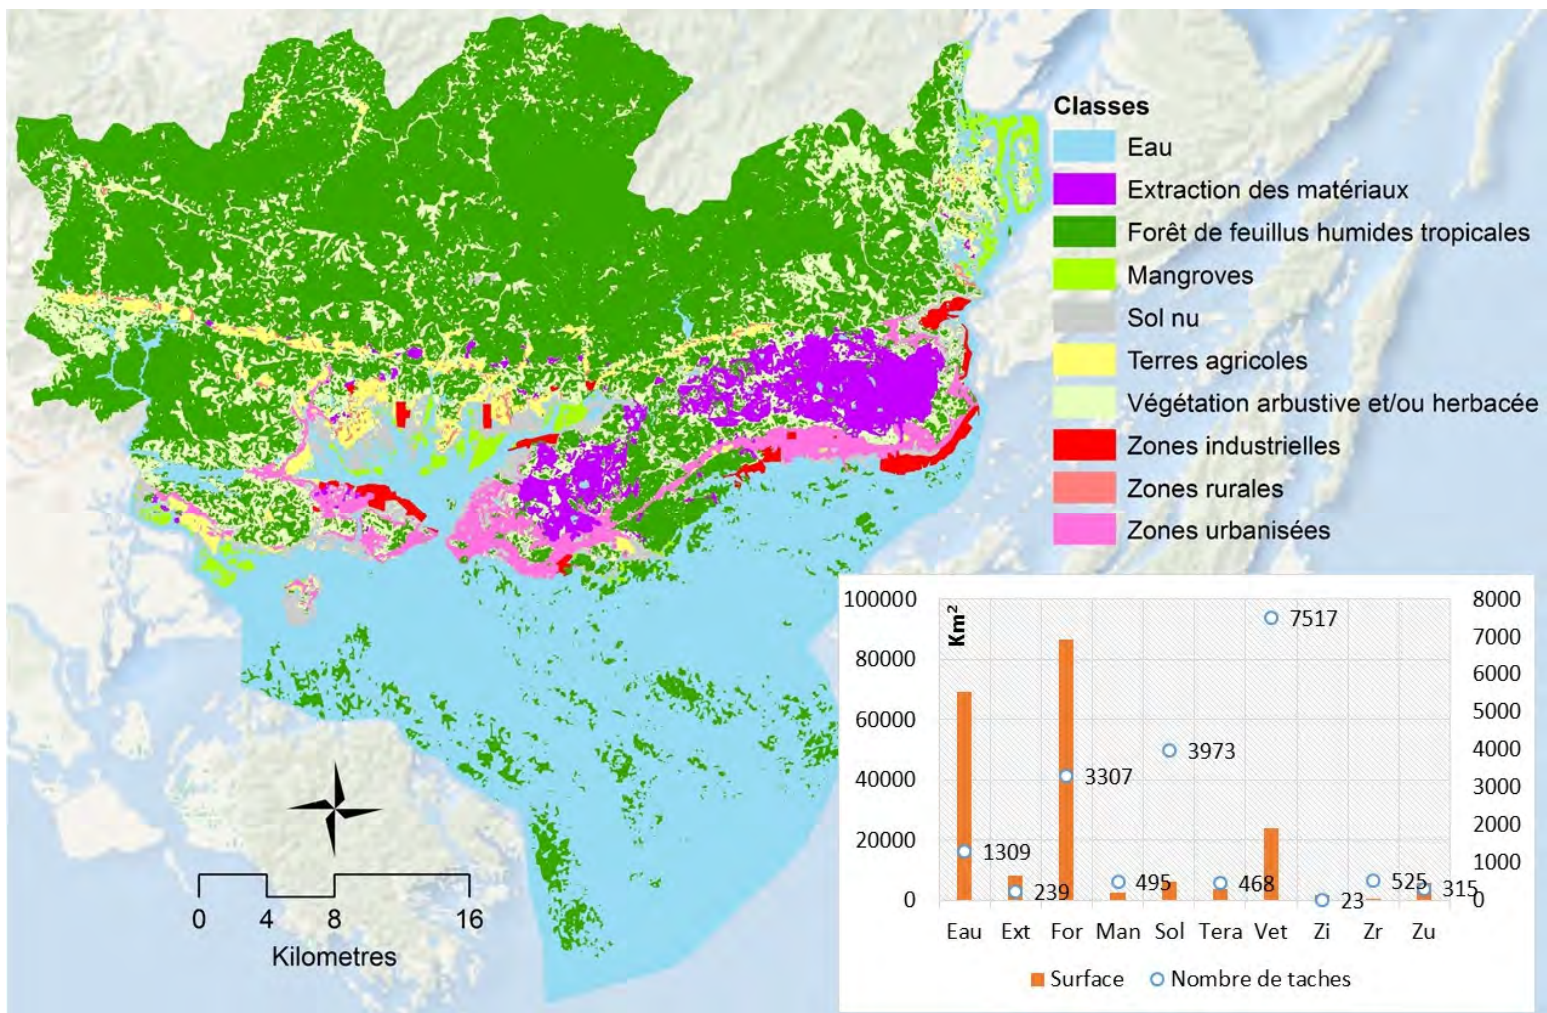 Classes
Eau
Extraction des matériaux
Forêt de feuillus humides tropicales
Mangroves
Sol nu
Terres agricoles
Végétation arbustive et/ou herbacée
Zones industrielles
Zones rurales
Zones urbanisées
0 4 8 16
Kilometres
Km²
100000
80000
60000
40000
20000
0
8000
7000
6000
5000
4000
3000
2000
1000
0
1309
239
3307
495
3973
468
7517
23
525
315
Eau Ext For Man Sol Tera Vet Zi Zr Zu
Surface Nombre de taches